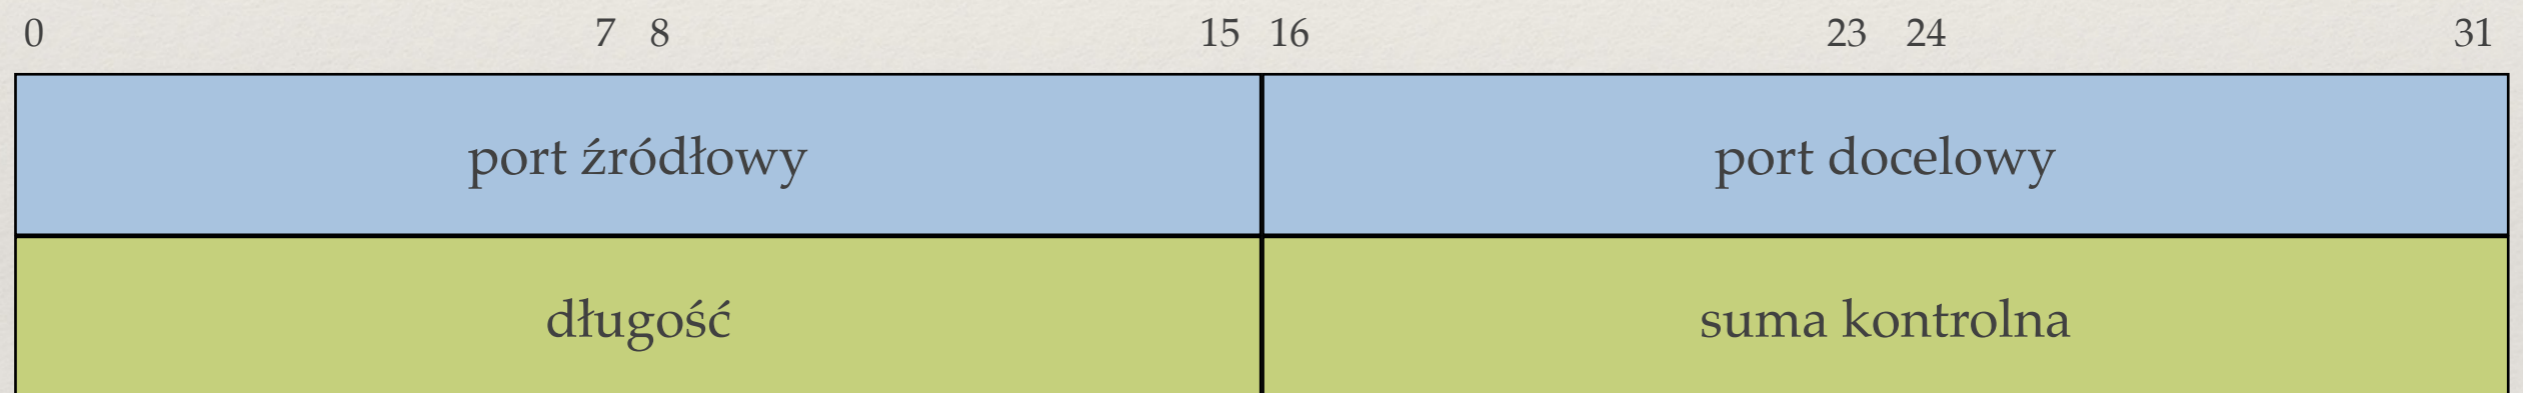 0 7 8 15 16 23 24 31
port źródłowy port docelowy
długość suma kontrolna